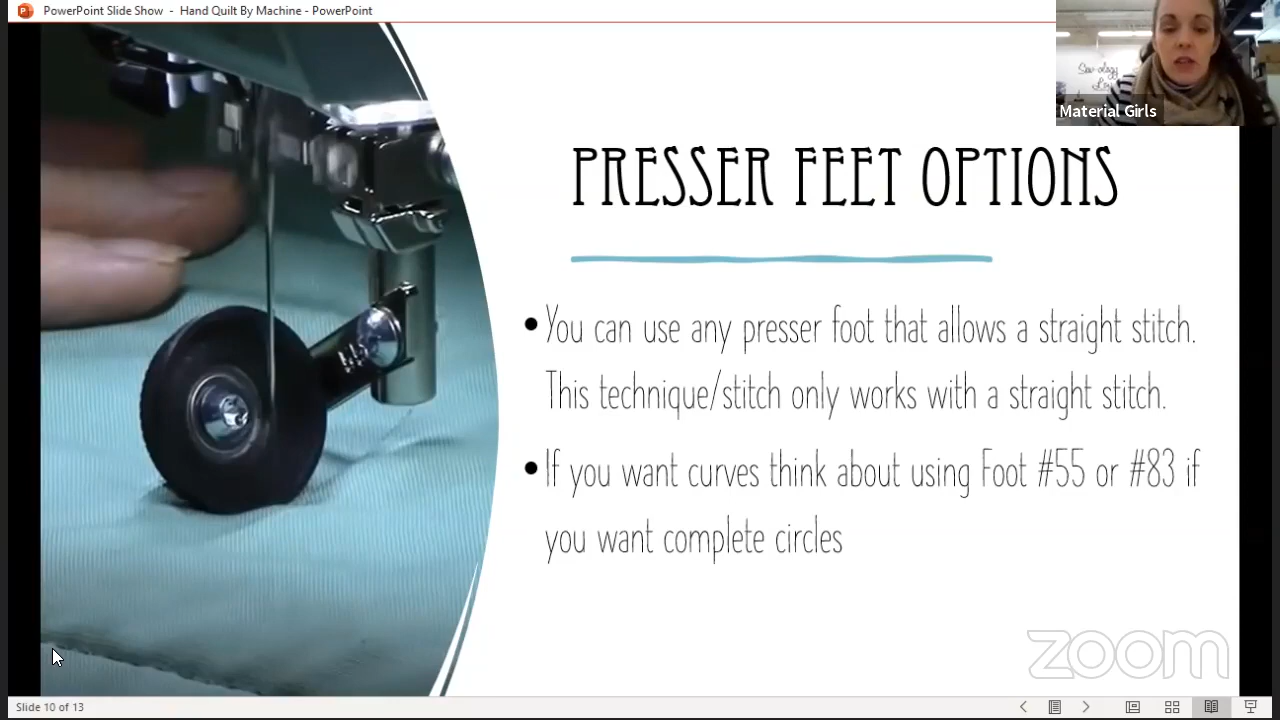 PowerPoint Slide Show - Hand Quilt By Machine - PowerPoint
Sew-ology
Material Girls
PRESSER FEET OPTIONS
• You can use any presser foot that allows a straight stitch.
This technique/stitch only works with a straight stitch.
• If you want curves think about using Foot #55 or #83 if
you want complete circles
zoom
Slide 10 of 13